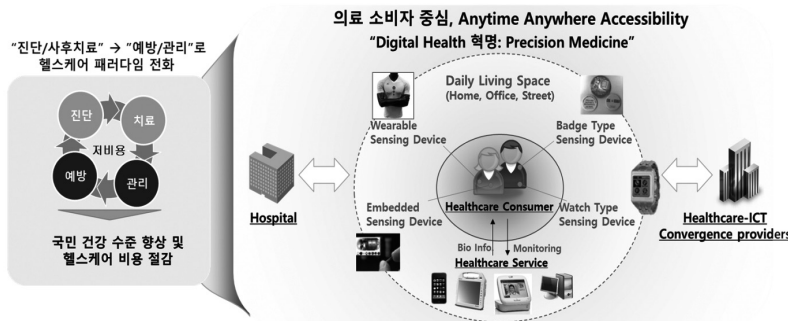 의료 소비자 중심, Anytime Anywhere Accessibility
“Digital Health 혁명: Precision Medicine”
“진단/사후치료” → “예방/관리”로
헬스케어 패러다임 전화
진단
치료
저비용
예방
관리
국민 건강 수준 향상 및
헬스케어 비용 절감
Daily Living Space
(Home, Office, Street)
Wearable
Sensing Device
Badge Type
Sensing Device
Hospital
Embedded
Sensing Device
Healthcare Consumer
Watch Type
Sensing Device
Healthcare-ICT
Convergence providers
Bio Info
Monitoring
Healthcare Service